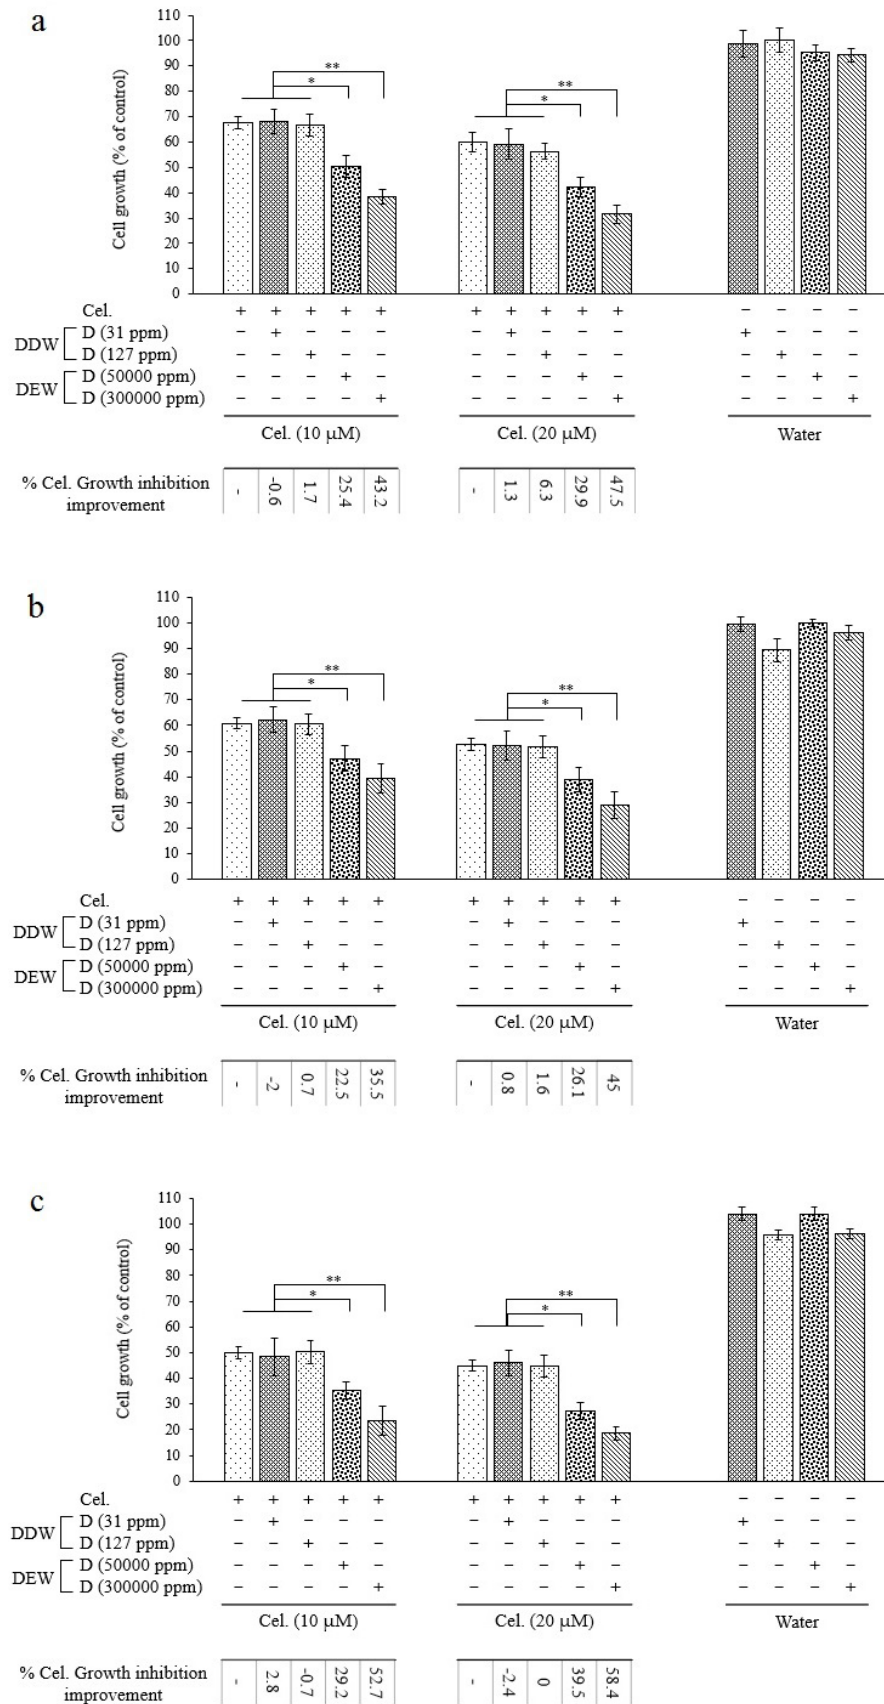 a
110
100
90
80
70
60
50
40
30
20
10
0
Cell growth (% of control)
* **
* **
Cel. + + + + + + + + + + − − − −
DDW
D (31 ppm) − + − − − − + − − − + − − −
D (127 ppm) − − + − − − − + − − − + − −
DEW
D (50000 ppm) − − − + − − − − + − − − + −
D (300000 ppm) − − − − + − − − − + − − − +
Cel. (10 µM) Cel. (20 µM) Water
% Cel. Growth inhibition
improvement
- -0.6 1.7 25.4 43.2 - 1.3 6.3 29.9 47.5
b
110
100
90
80
70
60
50
40
30
20
10
0
Cell growth (% of control)
* **
* **
Cel. + + + + + + + + + + − − − −
DDW
D (31 ppm) − + − − − − + − − − + − − −
D (127 ppm) − − + − − − − + − − − + − −
DEW
D (50000 ppm) − − − + − − − − + − − − + −
D (300000 ppm) − − − − + − − − − + − − − +
Cel. (10 µM) Cel. (20 µM) Water
% Cel. Growth inhibition
improvement
- -2 0.7 22.5 35.5 - 0.8 1.6 26.1 45
c
110
100
90
80
70
60
50
40
30
20
10
0
Cell growth (% of control)
* **
* **
Cel. + + + + + + + + + + − − − −
DDW
D (31 ppm) − + − − − − + − − − + − − −
D (127 ppm) − − + − − − − + − − − + − −
DEW
D (50000 ppm) − − − + − − − − + − − − + −
D (300000 ppm) − − − − + − − − − + − − − +
Cel. (10 µM) Cel. (20 µM) Water
% Cel. Growth inhibition
improvement
- 2.8 -0.7 29.2 52.7 - -2.4 0 39.5 58.4